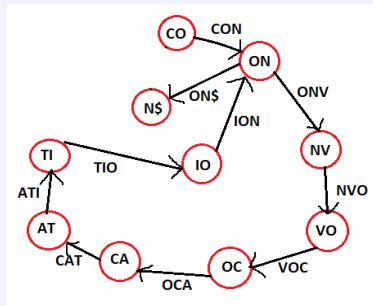 CO CON
ON
N$ ON$ ONV
ION
TI TIO IO NV
ATI NVO
AT VO
CAT CA OC VOC
OCA